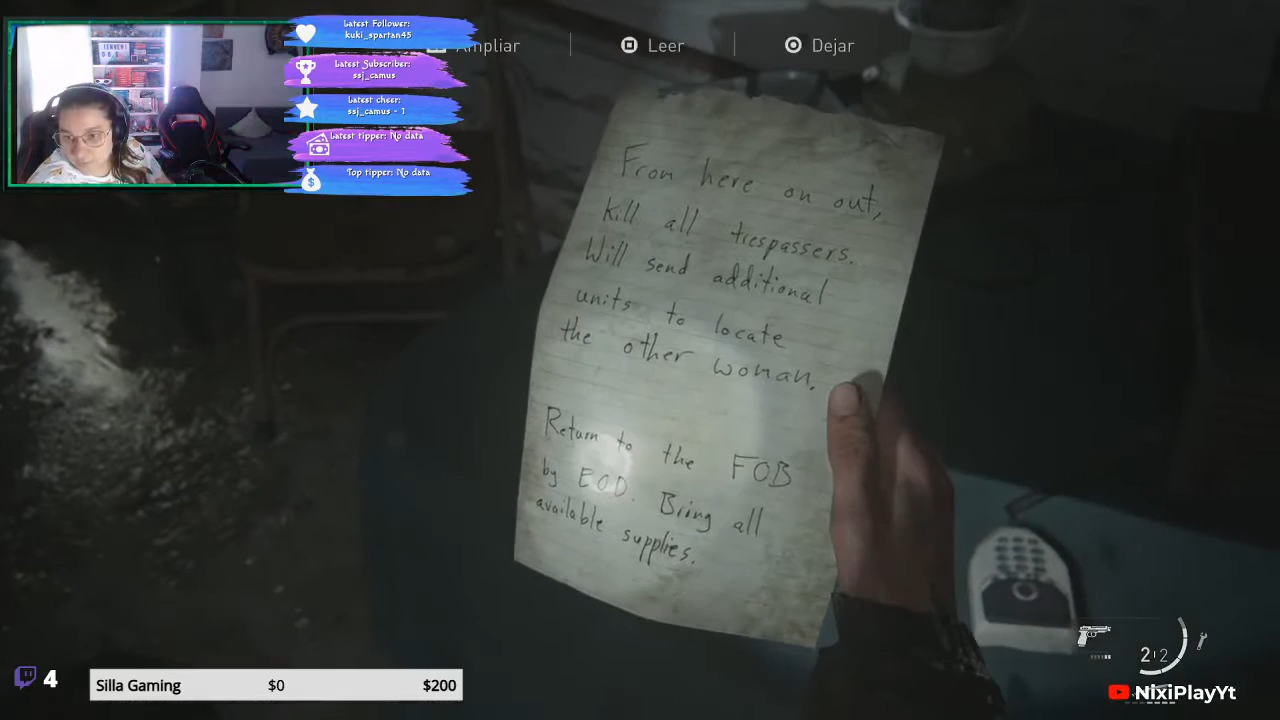 Latest Follower:
kuki_spartan45
Latest Subscriber:
ssj_camus
Latest cheer:
ssj_camus - 1
Latest tipper: No data
Top tipper: No data
Ampliar
Leer
Dejar
From here on out,
kill all trespassers.
Will send additional
units to locate
the other woman.
Return to the FOB
by EOD. Bring all
available supplies.
2 2
4
Silla Gaming $0 $200
NixiPlayYt